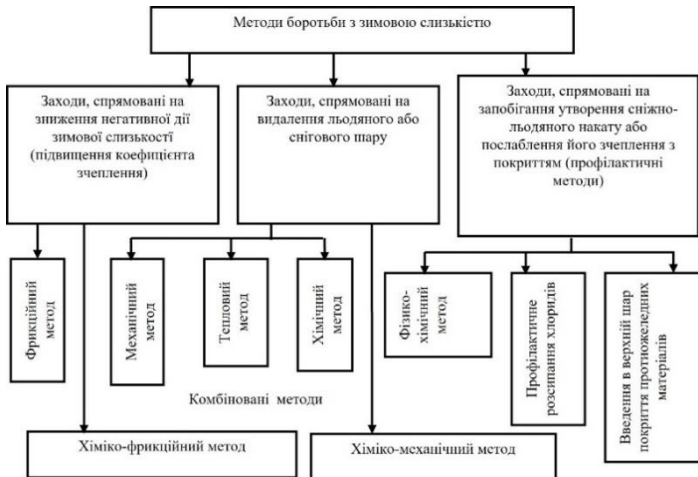 Методи боротьби з зимовою слизькістю
Заходи, спрямовані на
зниження негативної дії
зимової слизькості
(підвищення коефіцієнта
зчеплення)
Заходи, спрямовані на
видалення льодяного або
снігового шару
Заходи, спрямовані на
запобігання утворення сніжно-
льодяного накату або
послаблення його зчеплення з
покриттям (профілактичні
методи)
Фрикційний
метод
Механічний
метод
Тепловий
метод
Хімічний
метод
Фізико-
хімічний
метод
Профілактичне
розсипання хлоридів
Введення в верхній шар
покриття протиожеледних
матеріалів
Комбіновані методи
Хіміко-фрикційний метод
Хіміко-механічний метод